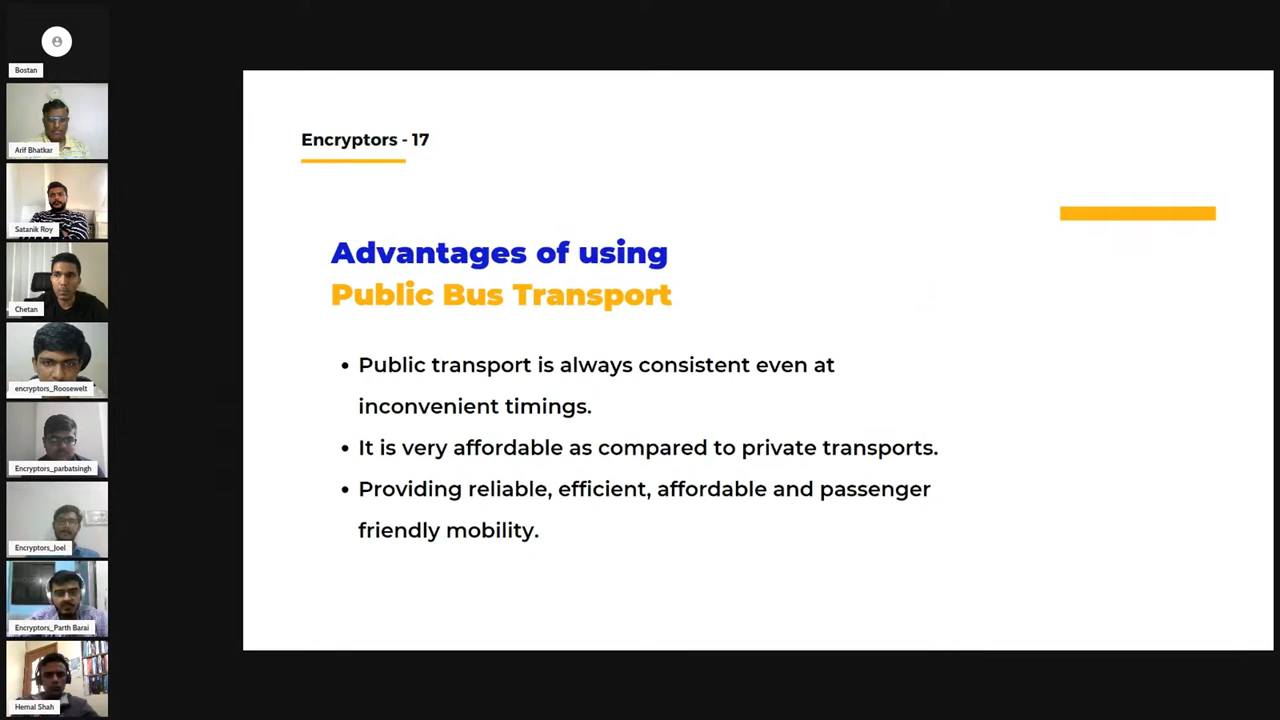 Bostan
Arif Bhatkar
Satanik Roy
Chetan
encryptors_Roosewelt
Encryptors_parbatsingh
Encryptors_Joel
Encryptors_Parth Barai
Hemal Shah
Encryptors - 17
Advantages of using
Public Bus Transport
• Public transport is always consistent even at
inconvenient timings.
• It is very affordable as compared to private transports.
• Providing reliable, efficient, affordable and passenger
friendly mobility.